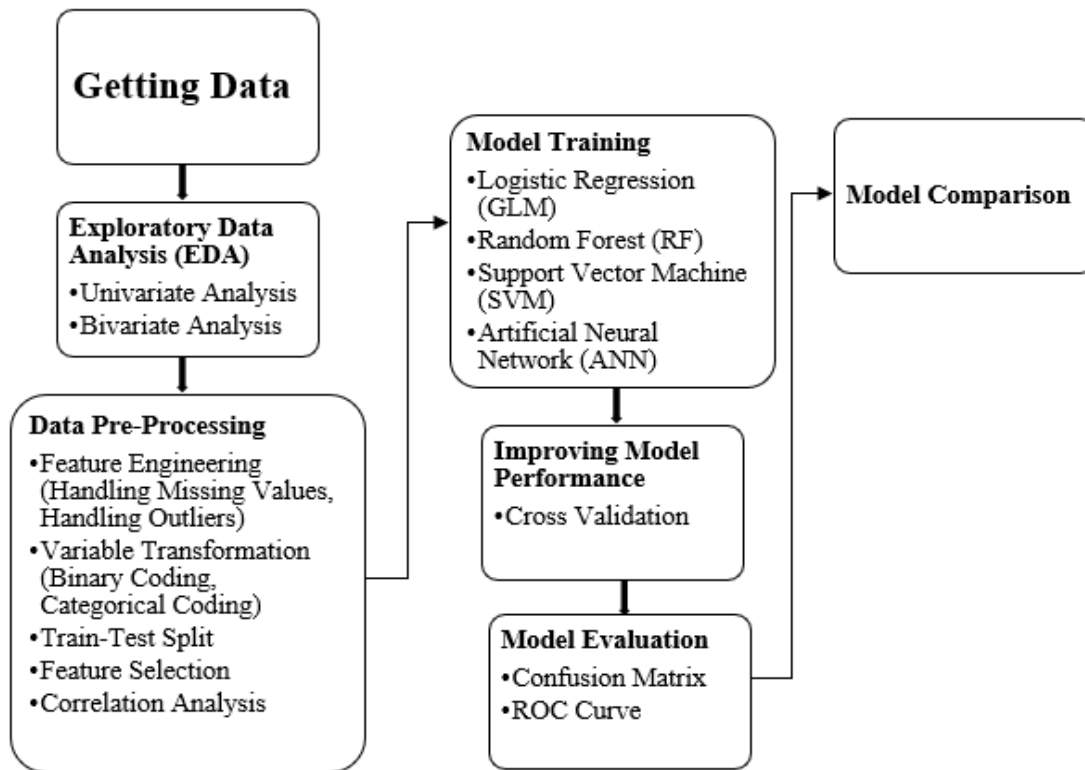 Getting Data
Exploratory Data
Analysis (EDA)
•Univariate Analysis
•Bivariate Analysis
Data Pre-Processing
•Feature Engineering
(Handling Missing Values,
Handling Outliers)
•Variable Transformation
(Binary Coding,
Categorical Coding)
•Train-Test Split
•Feature Selection
•Correlation Analysis
Model Training
•Logistic Regression
(GLM)
•Random Forest (RF)
•Support Vector Machine
(SVM)
•Artificial Neural
Network (ANN)
Improving Model
Performance
•Cross Validation
Model Evaluation
•Confusion Matrix
•ROC Curve
Model Comparison